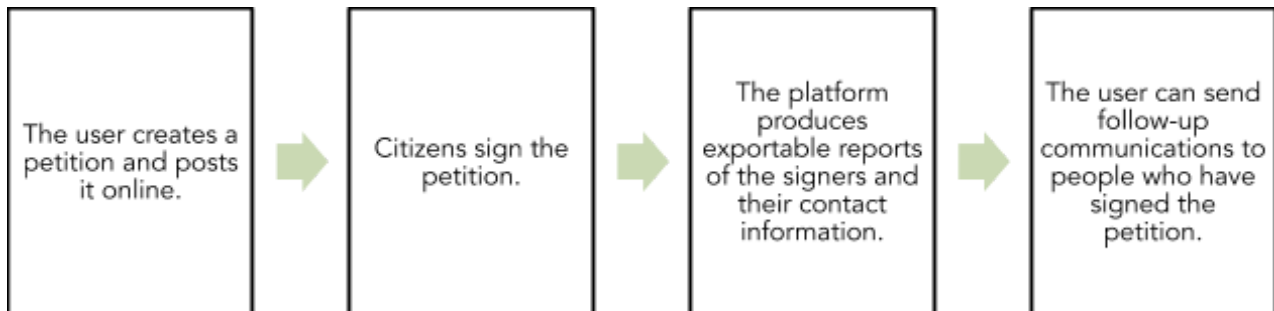 The user creates a
petition and posts
it online.
Citizens sign the
petition.
The platform
produces
exportable reports
of the signers and
their contact
information.
The user can send
follow-up
communications to
people who have
signed the
petition.